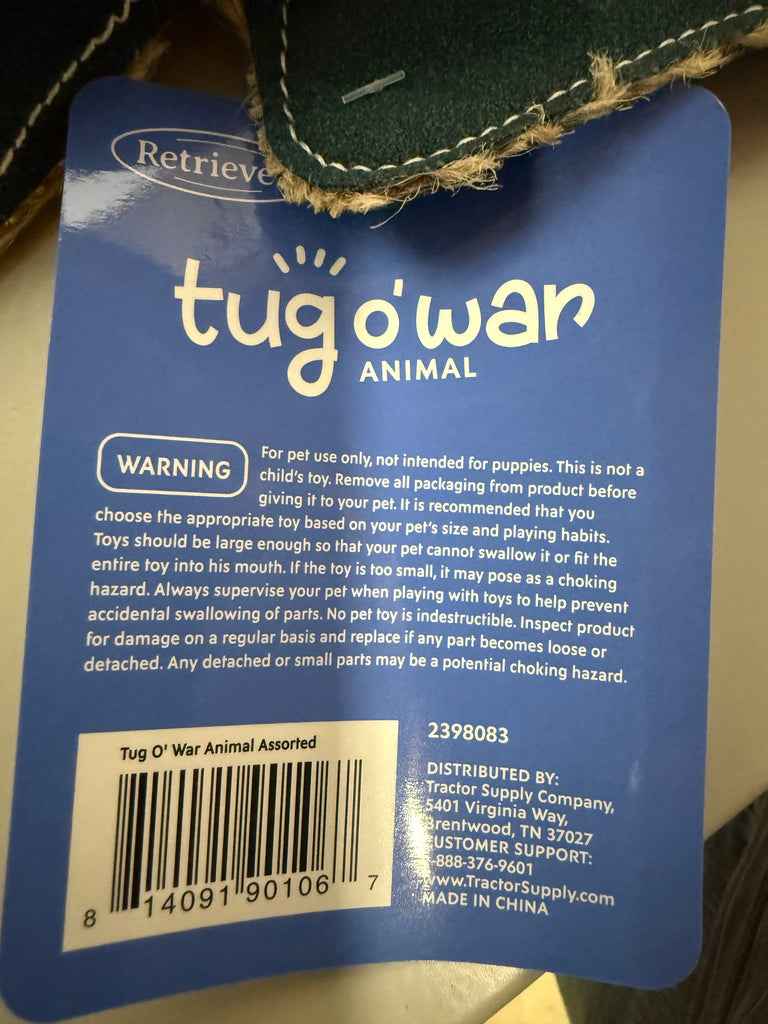 Retrieve
tug o'war
ANIMAL
WARNING
For pet use only, not intended for puppies. This is not a
child's toy. Remove all packaging from product before
giving it to your pet. It is recommended that you
choose the appropriate toy based on your pet's size and playing habits.
Toys should be large enough so that your pet cannot swallow it or fit the
entire toy into his mouth. If the toy is too small, it may pose as a choking
hazard. Always supervise your pet when playing with toys to help prevent
accidental swallowing of parts. No pet toy is indestructible. Inspect product
for damage on a regular basis and replace if any part becomes loose or
detached. Any detached or small parts may be a potential choking hazard.
Tug O' War Animal Assorted
8 14091 90106 7
2398083
DISTRIBUTED BY:
Tractor Supply Company,
5401 Virginia Way,
Brentwood, TN 37027
CUSTOMER SUPPORT:
1-888-376-9601
www.TractorSupply.com
MADE IN CHINA